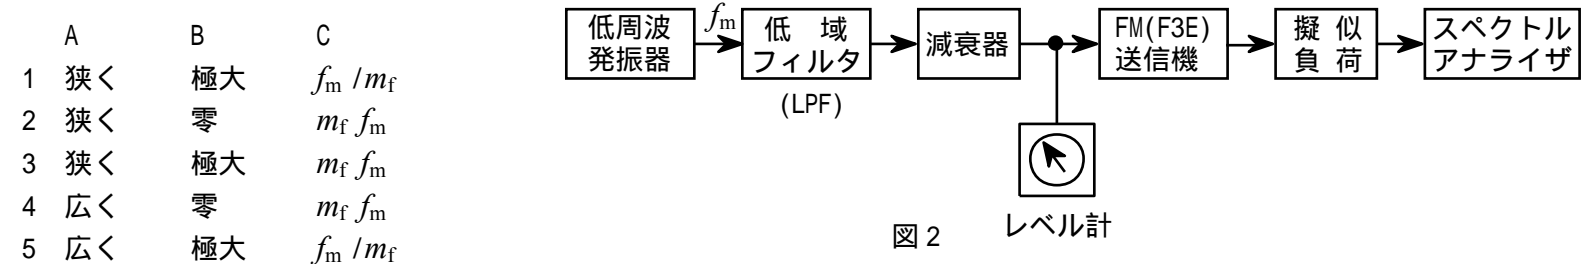 A B C
1 狭く 極大 fm /mf
2 狭く 零 mf fm
3 狭く 極大 mf fm
4 広く 零 mf fm
5 広く 極大 fm /mf
低周波
発振器
fm
低 域
フィルタ
(LPF)
減衰器
FM(F3E)
送信機
擬 似
負 荷
スペクトル
アナライザ
レベル計
図2